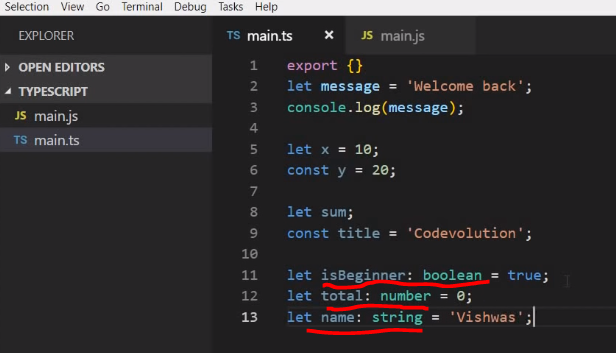 Selection View Go Terminal Debug Tasks Help
EXPLORER
OPEN EDITORS
TYPESCRIPT
JS main.js
TS main.ts
TS main.ts × JS main.js
1 export {}
2 let message = 'Welcome back';
3 console.log(message);
4
5 let x = 10;
6 const y = 20;
7
8 let sum;
9 const title = 'Codevolution';
10
11 let isBeginner: boolean = true;
12 let total: number = 0;
13 let name: string = 'Vishwas';